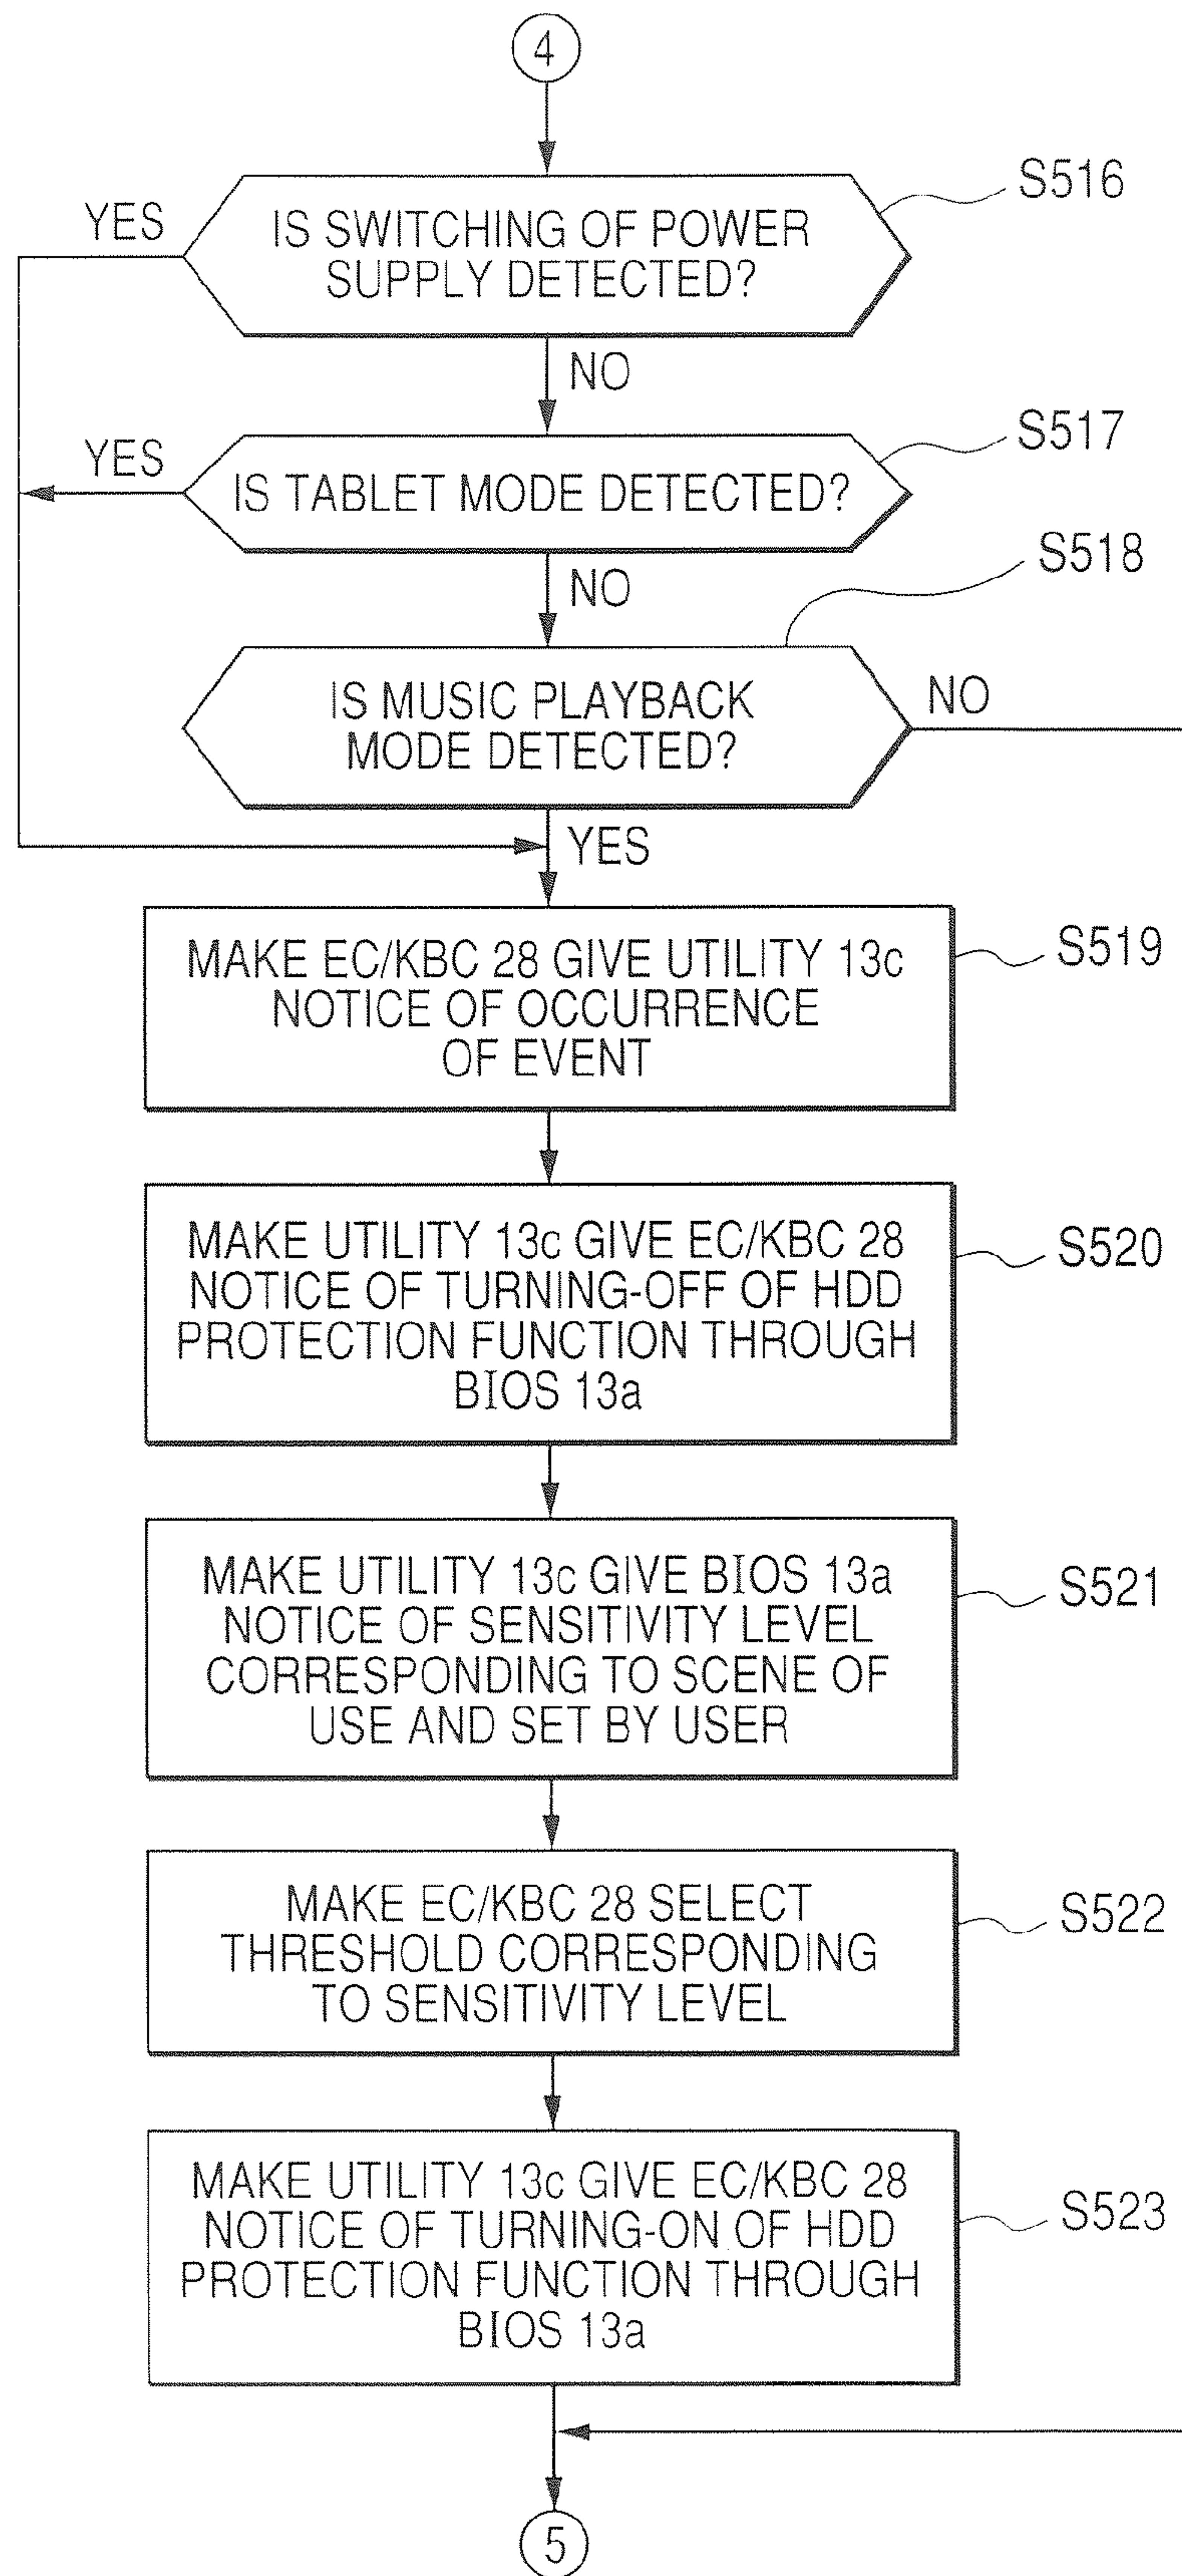 4
S516
YES
IS SWITCHING OF POWER
SUPPLY DETECTED?
NO
S517
YES
IS TABLET MODE DETECTED?
NO
S518
IS MUSIC PLAYBACK
MODE DETECTED?
NO
YES
MAKE EC/KBC 28 GIVE UTILITY 13c
NOTICE OF OCCURRENCE
OF EVENT
S519
MAKE UTILITY 13c GIVE EC/KBC 28
NOTICE OF TURNING-OFF OF HDD
PROTECTION FUNCTION THROUGH
BIOS 13a
S520
MAKE UTILITY 13c GIVE BIOS 13a
NOTICE OF SENSITIVITY LEVEL
CORRESPONDING TO SCENE OF
USE AND SET BY USER
S521
MAKE EC/KBC 28 SELECT
THRESHOLD CORRESPONDING
TO SENSITIVITY LEVEL
S522
MAKE UTILITY 13c GIVE EC/KBC 28
NOTICE OF TURNING-ON OF HDD
PROTECTION FUNCTION THROUGH
BIOS 13a
S523
5